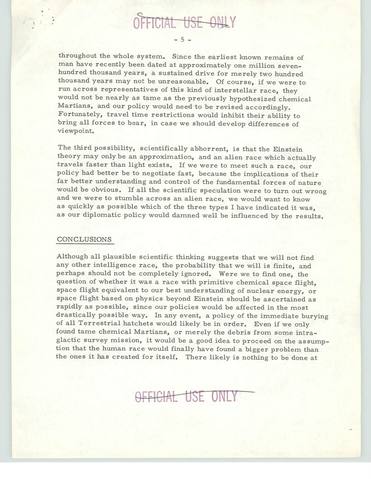 OFFICIAL USE ONLY
- 5 -
throughout the whole system. Since the earliest known remains of
man have recently been dated at approximately one million seven-
hundred thousand years, a sustained drive for merely two hundred
thousand years may not be unreasonable. Of course, if we were to
run across representatives of this kind of interstellar race, they
would not be nearly as tame as the previously hypothesized chemical
Martians, and our policy would need to be revised accordingly.
Fortunately, travel time restrictions would inhibit their ability to
bring all forces to bear, in case we should develop differences of
viewpoint.
The third possibility, scientifically abhorrent, is that the Einstein
theory may only be an approximation, and an alien race which actually
travels faster than light exists. If we were to meet such a race, our
policy had better be to negotiate fast, because the implications of their
far better understanding and control of the fundamental forces of nature
would be obvious. If all the scientific speculation were to turn out wrong
and we were to stumble across an alien race, we would want to know
as quickly as possible which of the three types I have indicated it was,
as our diplomatic policy would damned well be influenced by the results.
CONCLUSIONS
Although all plausible scientific thinking suggests that we will not find
any other intelligence race, the probability that we will is finite, and
perhaps should not be completely ignored. Were we to find one, the
question of whether it was a race with primitive chemical space flight,
space flight equivalent to our best understanding of nuclear energy, or
space flight based on physics beyond Einstein should be ascertained as
rapidly as possible, since our policies would be affected in the most
drastically possible way. In any event, a policy of the immediate burying
of all Terrestrial hatchets would likely be in order. Even if we only
found tame chemical Martians, or merely the debris from some intra-
glactic survey mission, it would be a good idea to proceed on the assump-
tion that the human race would finally have found a bigger problem than
the ones it has created for itself. There likely is nothing to be done at
OFFICIAL USE ONLY